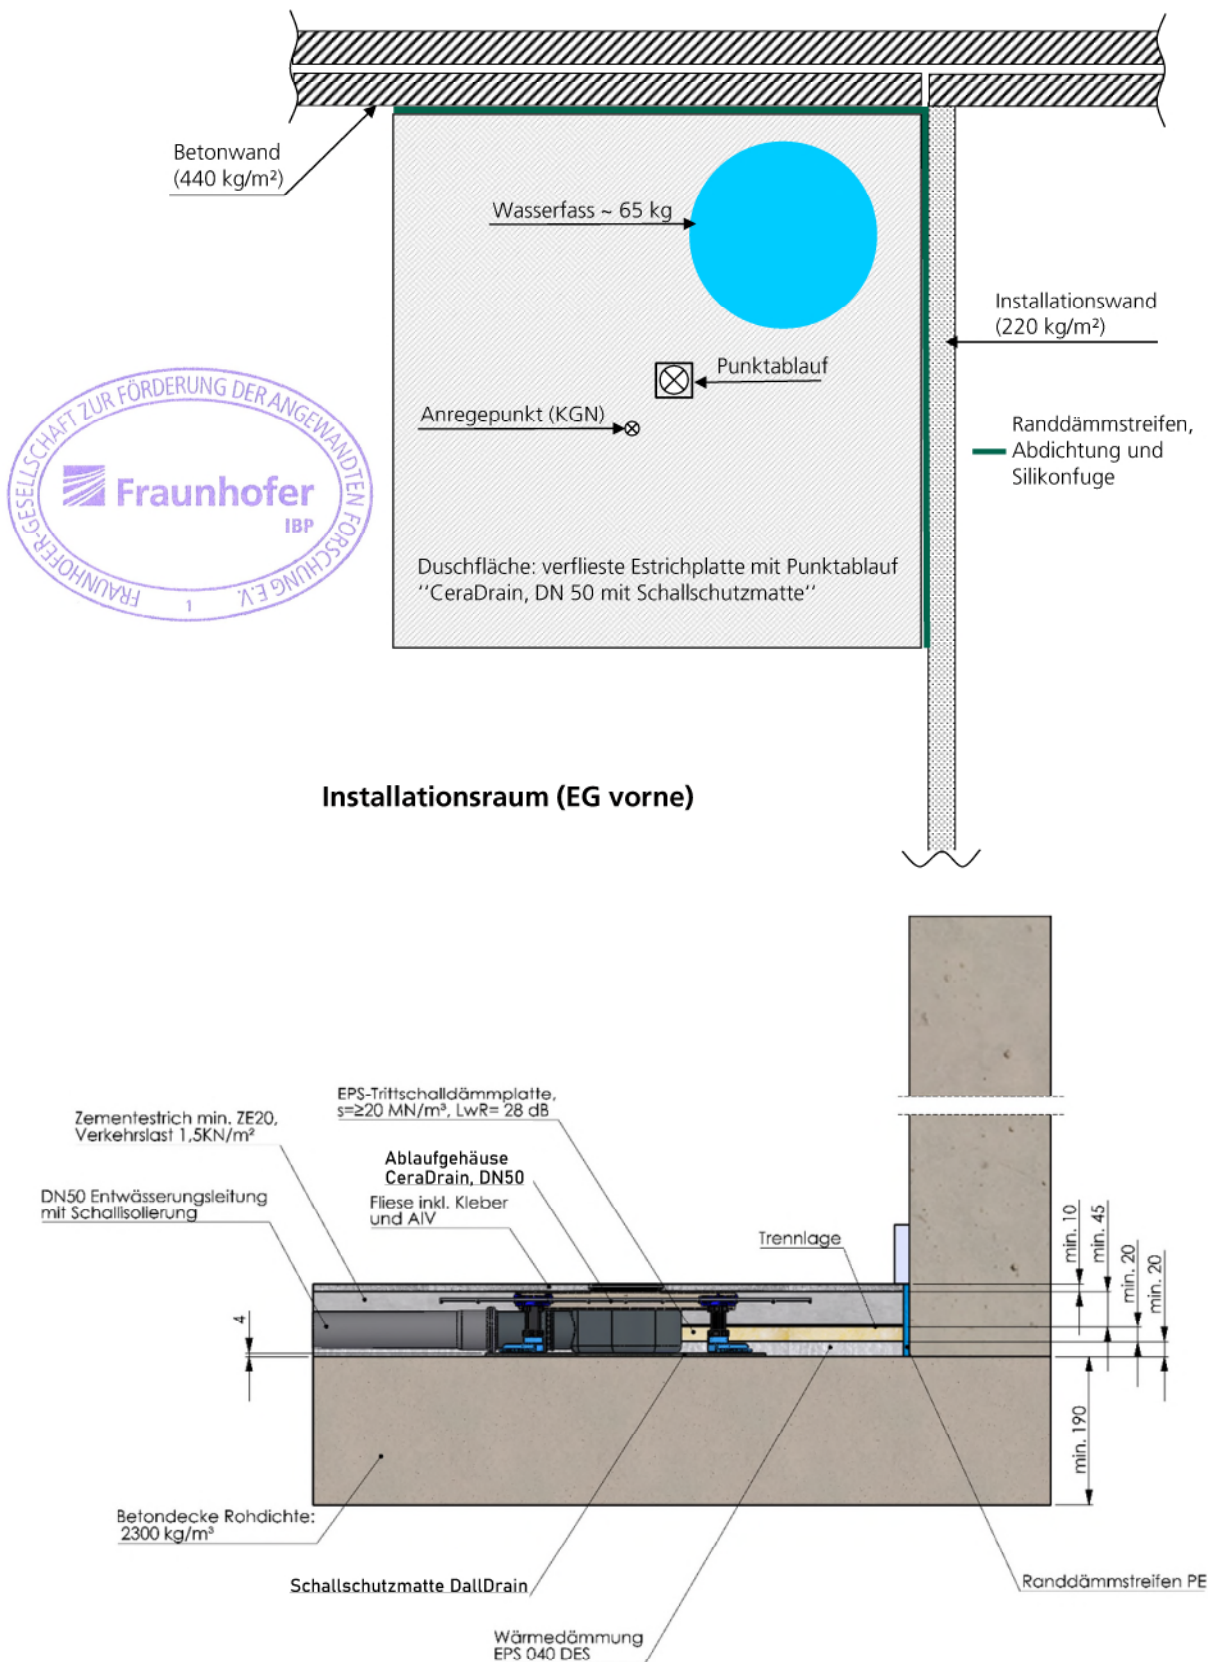 Betonwand
(440 kg/m²)
Wasserfass ~ 65 kg
Installationswand
(220 kg/m²)
Punktablauf
Anregepunkt (KGN)
Randdämmstreifen,
Abdichtung und
Silikonfuge
FRAUNHOFER-GESELLSCHAFT ZUR FÖRDERUNG DER ANGEWANDTEN FORSCHUNG E.V.
Fraunhofer
IBP
1
Duschfläche: verflieste Estrichplatte mit Punktablauf
‘‘CeraDrain, DN 50 mit Schallschutzmatte‘‘
Installationsraum (EG vorne)
EPS-Trittschalldämmplatte,
s=≥20 MN/m³, LwR= 28 dB
Zementestrich min. ZE20,
Verkehrslast 1,5KN/m²
Ablaufgehäuse
CeraDrain, DN50
DN50 Entwässerungsleitung
mit Schallisolierung
Fliese inkl. Kleber
und AIV
Trennlage
min. 10
min. 45
min. 20
min. 20
4
min. 190
Betondecke Rohdichte:
2300 kg/m³
Schallschutzmatte DallDrain
Randdämmstreifen PE
Wärmedämmung
EPS 040 DES